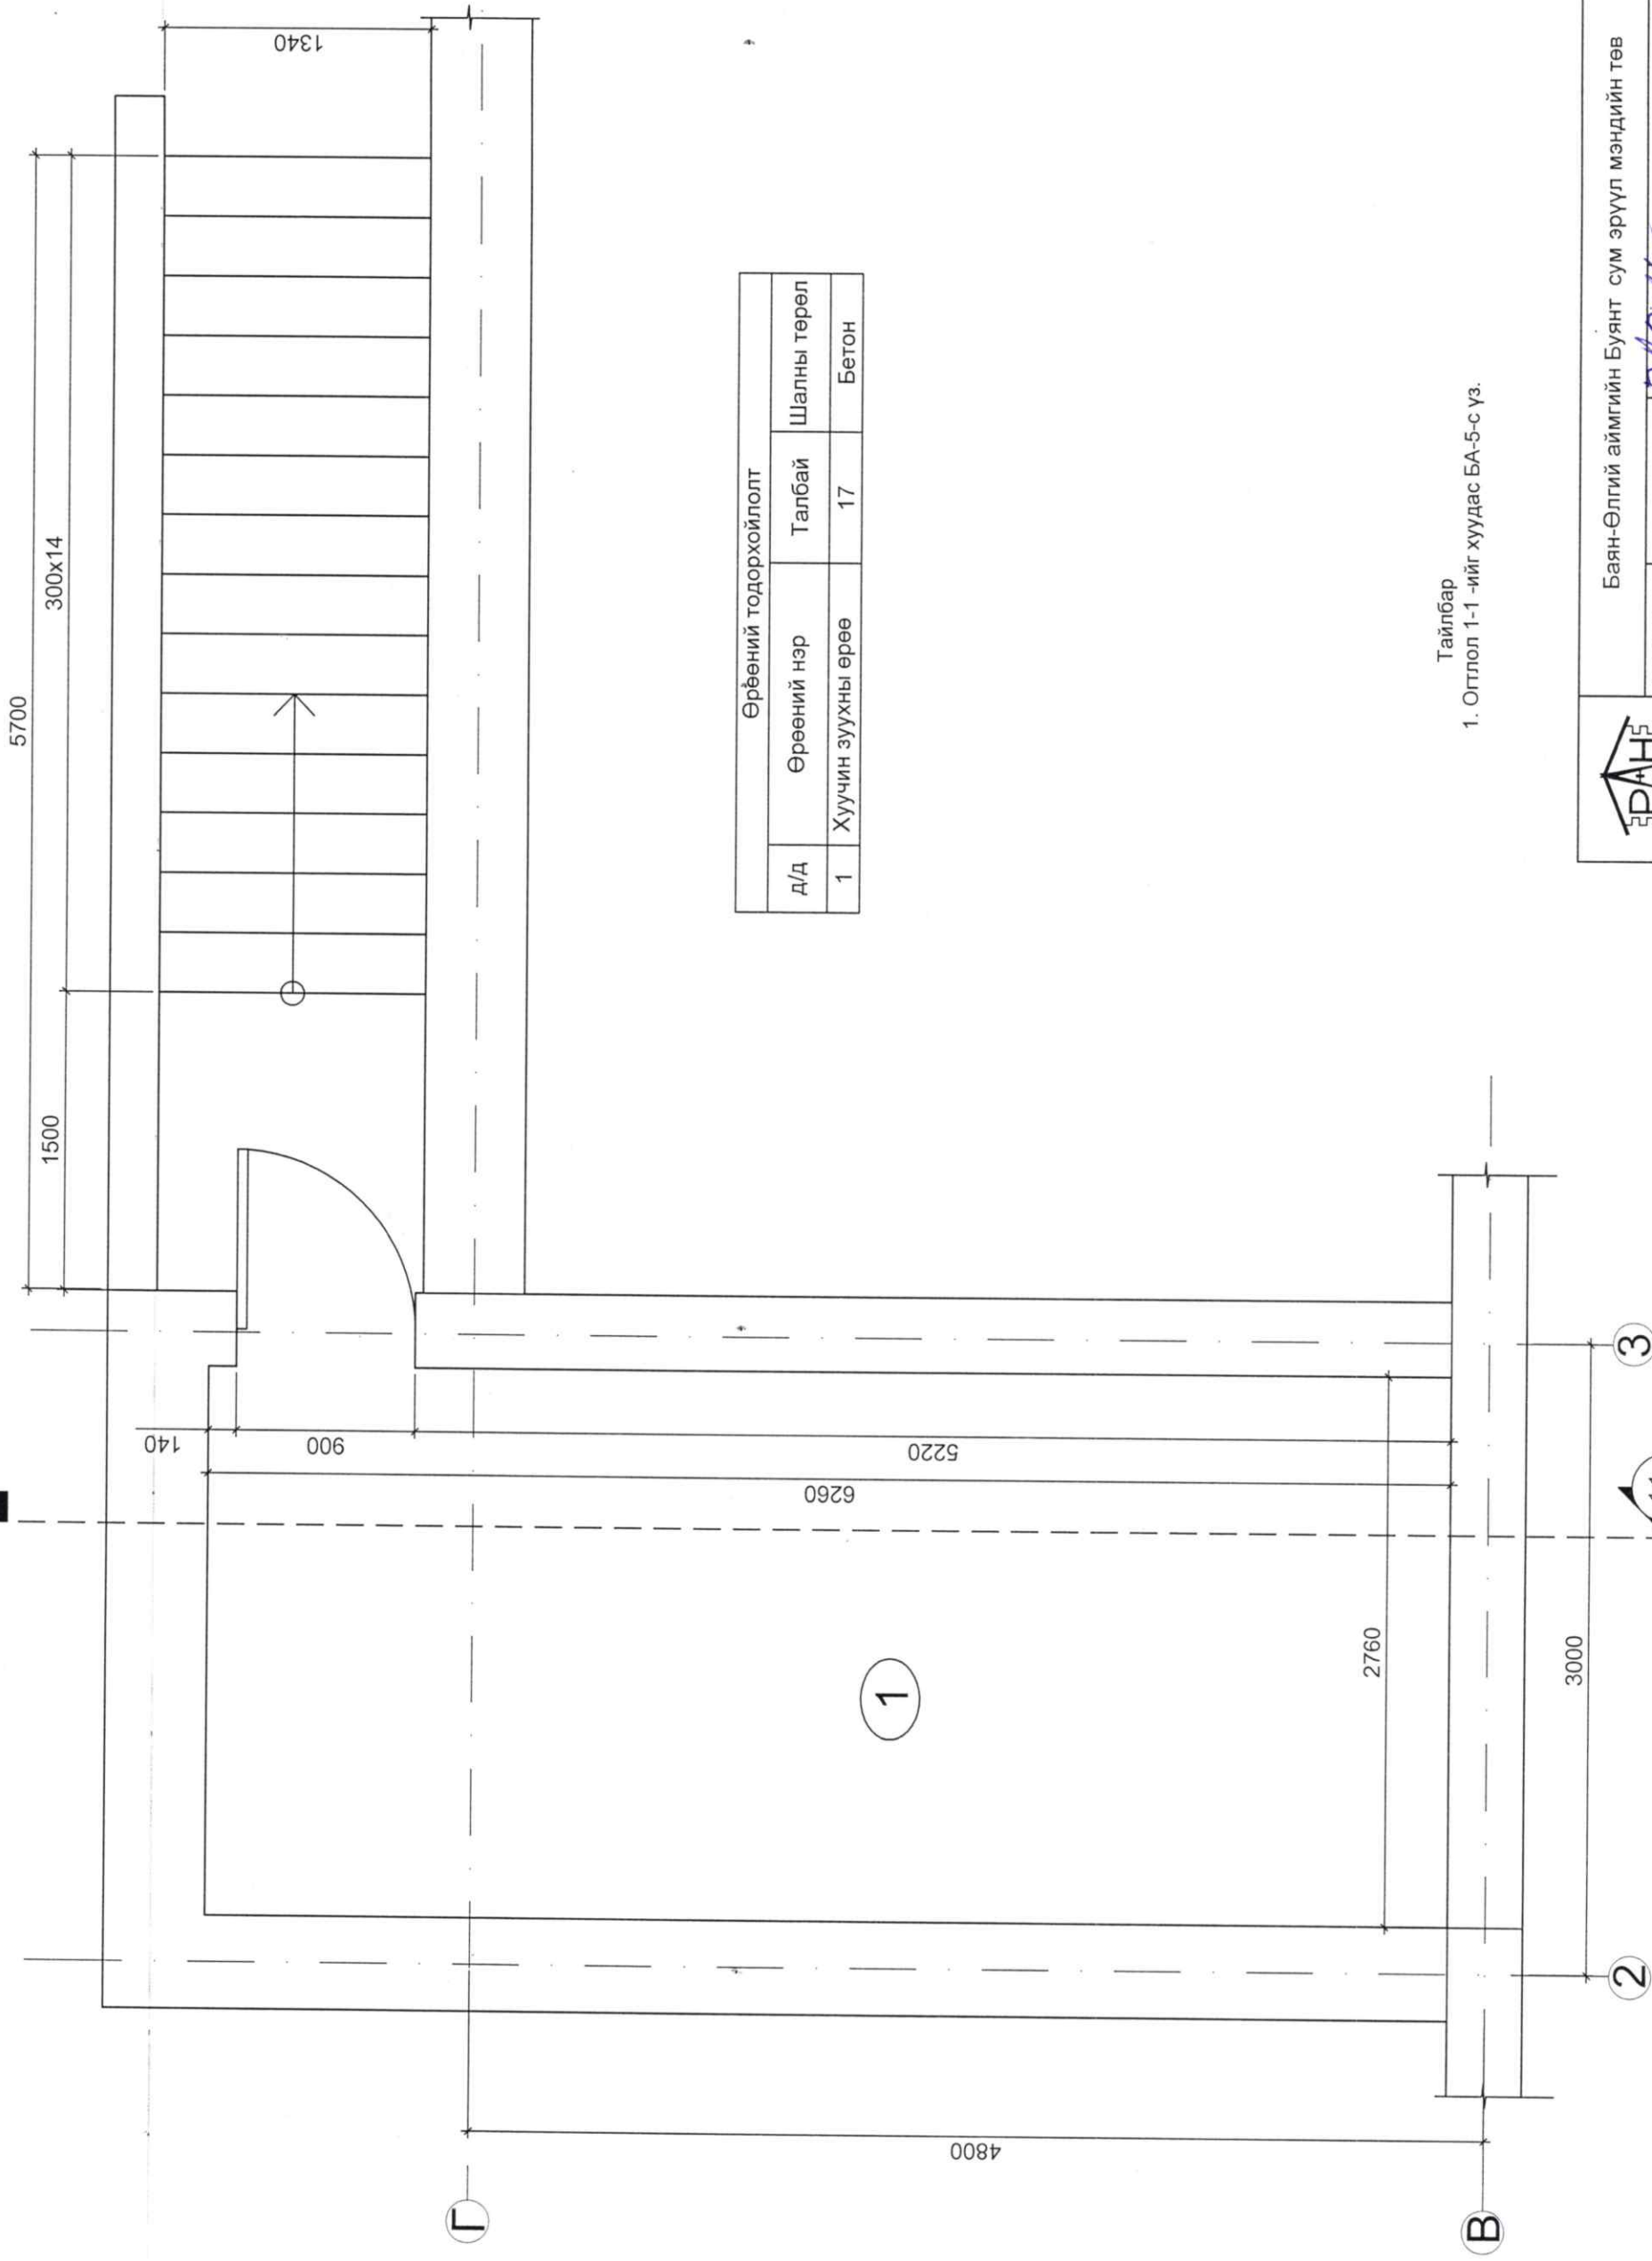 5700
300x14
1500
1340
140
900
5220
6260
2760
3000
4800
1
Г
В
2
3
Өрөөний тодорхойлолт
д/д Өрөөний нэр Талбай Шалны төрөл
1 Хуучин зуухны өрөө 17 Бетон
Тайлбар
1. Огтлол 1-1 -ийг хуудас БА-5-с үз.
Баян-Өлгий аймгийн Буянт сум эрүүл мэндийн төв